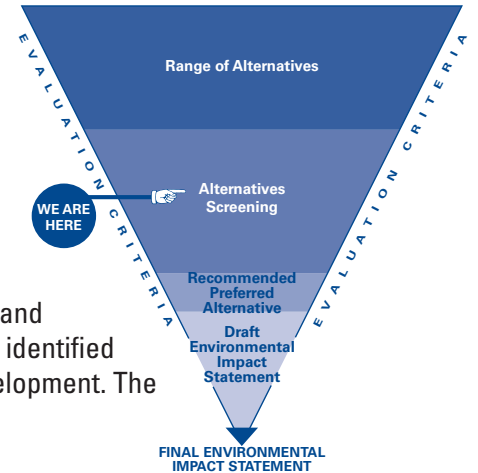 EVALUATION CRITERIA
EVALUATION CRITERIA
Range of Alternatives
Alternatives
Screening
WE ARE
HERE
Recommended
Preferred
Alternative
and
identified
elopment. The
Draft
Environmental
Impact
Statement
FINAL ENVIRONMENTAL
IMPACT STATEMENT